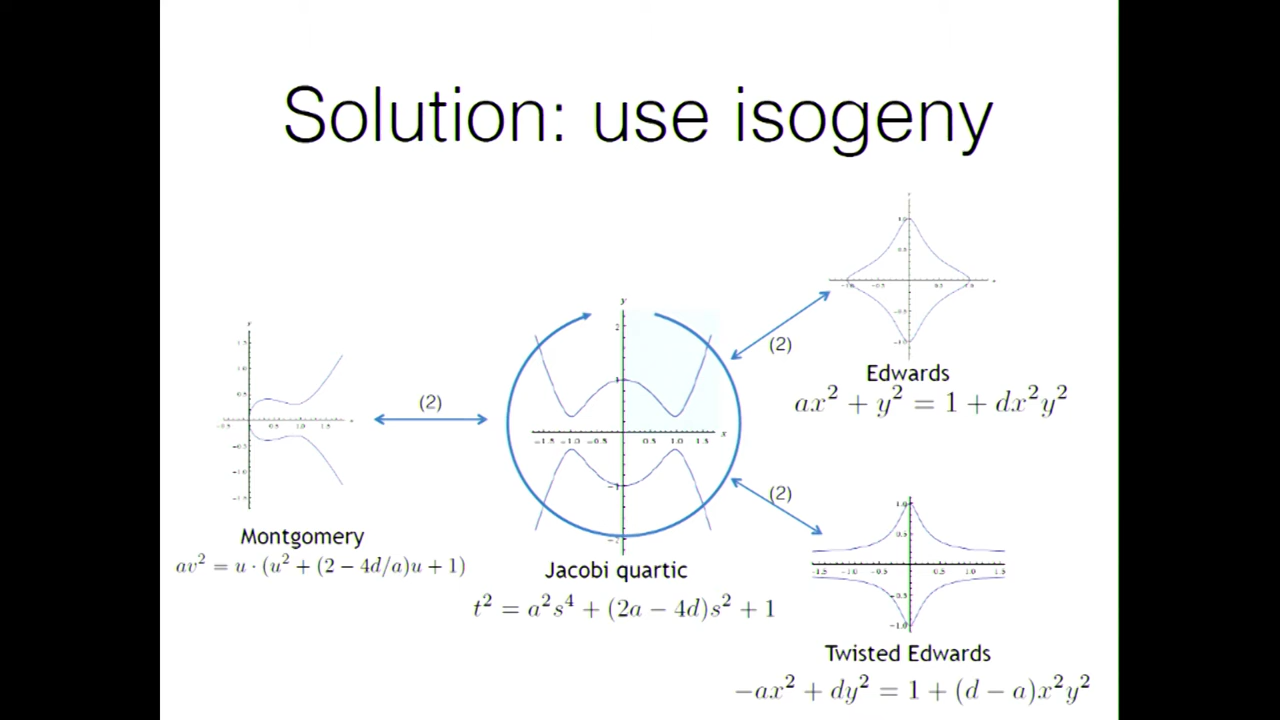 Solution: use isogeny
(2)
Edwards
ax² + y² = 1 + dx²y²
(2)
Montgomery
av² = u · (u² + (2 − 4d/a)u + 1)
Jacobi quartic
t² = a²s⁴ + (2a − 4d)s² + 1
(2)
Twisted Edwards
−ax² + dy² = 1 + (d − a)x²y²